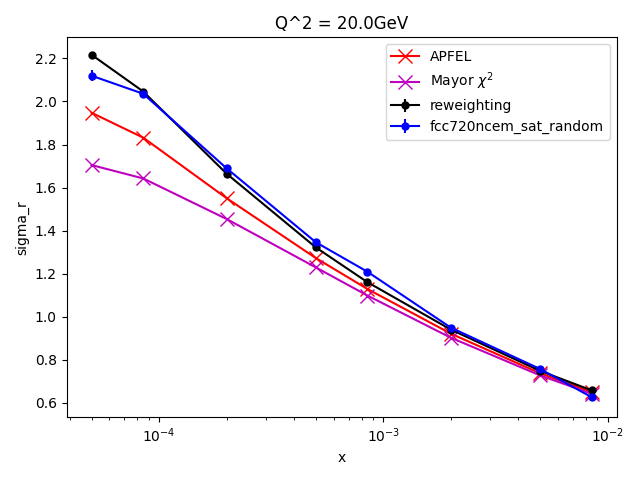 Q^2 = 20.0GeV
APFEL
Mayor χ²
reweighting
fcc720ncem_sat_random
sigma_r
2.2
2.0
1.8
1.6
1.4
1.2
1.0
0.8
0.6
10⁻⁴
10⁻³
10⁻²
x